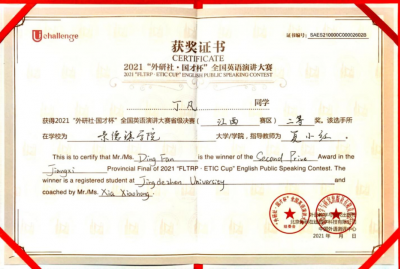 Uchallenge
证书编号: SAES210800C000026028
获奖证书
CERTIFICATE
2021 “外研社·国才杯” 全国英语演讲大赛
2021 "FLTRP · ETIC CUP" ENGLISH PUBLIC SPEAKING CONTEST
丁凡 同学
获得2021 “外研社·国才杯” 全国英语演讲大赛省级决赛（江西 赛区）二等 奖。该选手所
在学校为 景德镇学院 大学/学院，指导教师为 夏小红。
This is to certify that Mr./Ms. Ding Fan is the winner of the Second Prize Award in the
Jiangxi Provincial Final of 2021 "FLTRP · ETIC Cup" English Public Speaking Contest. The
winner is a registered student at Jingdezhen University and
coached by Mr./Ms. Xia Xiaohong.
2021 年 月 日